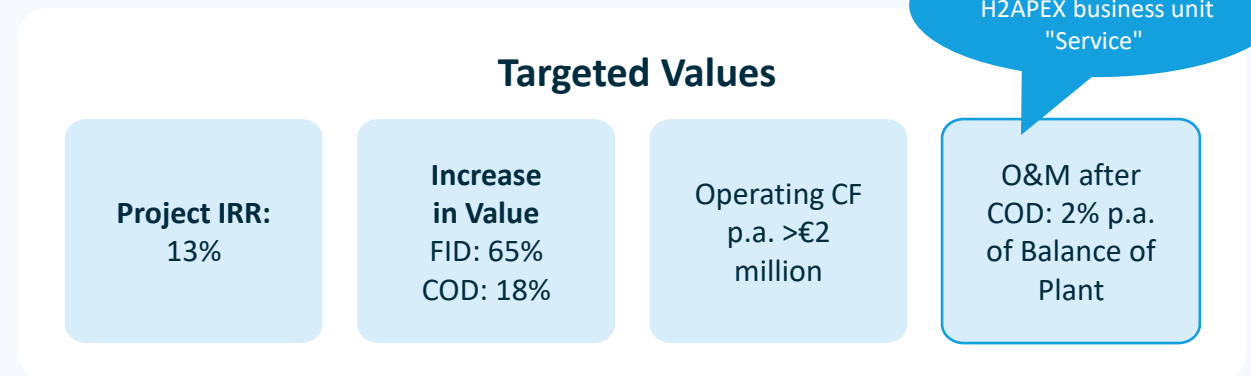 H2APEX business unit
"Service"
Targeted Values
Project IRR:
13%
Increase
in Value
FID: 65%
COD: 18%
Operating CF
p.a. >€2
million
O&M after
COD: 2% p.a.
of Balance of
Plant